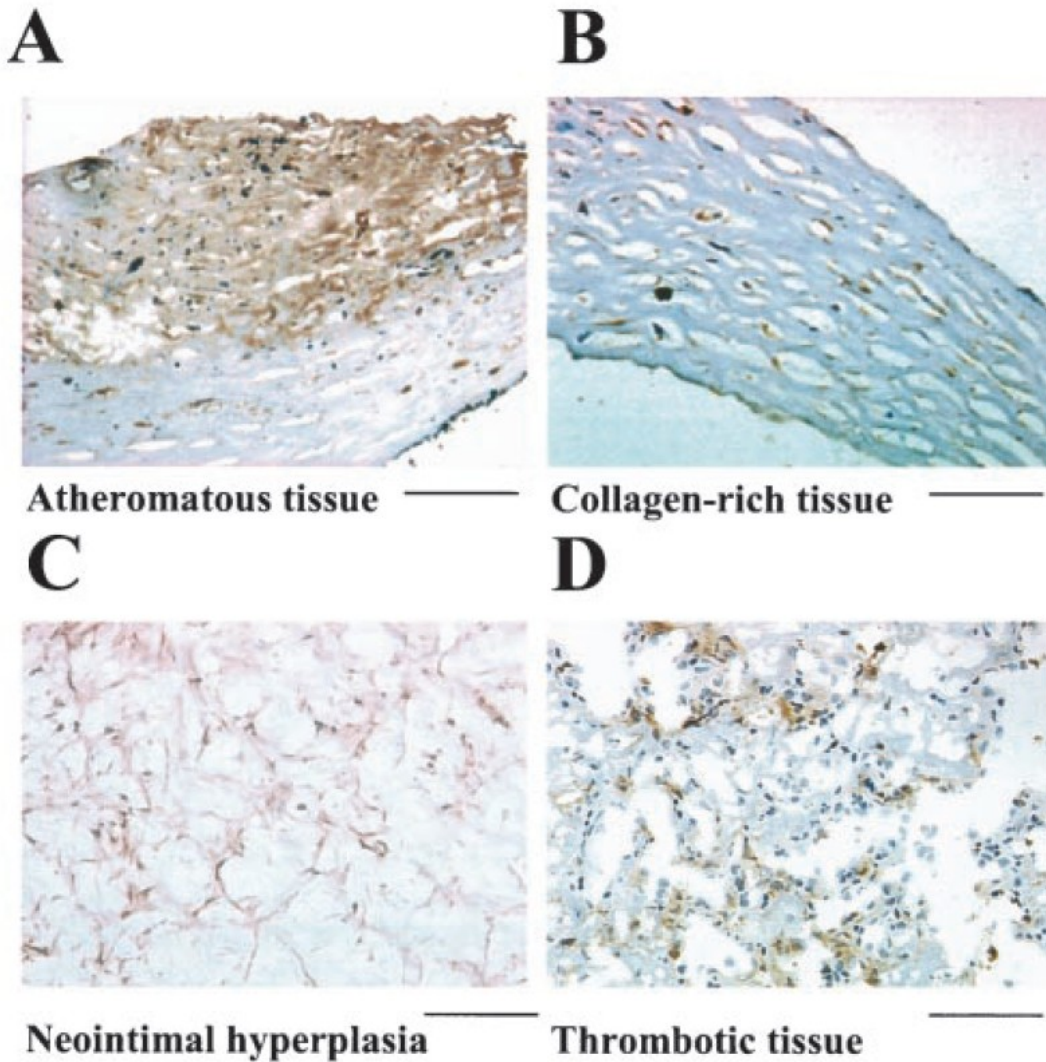 A
B
Atheromatous tissue
Collagen-rich tissue
C
D
Neointimal hyperplasia
Thrombotic tissue